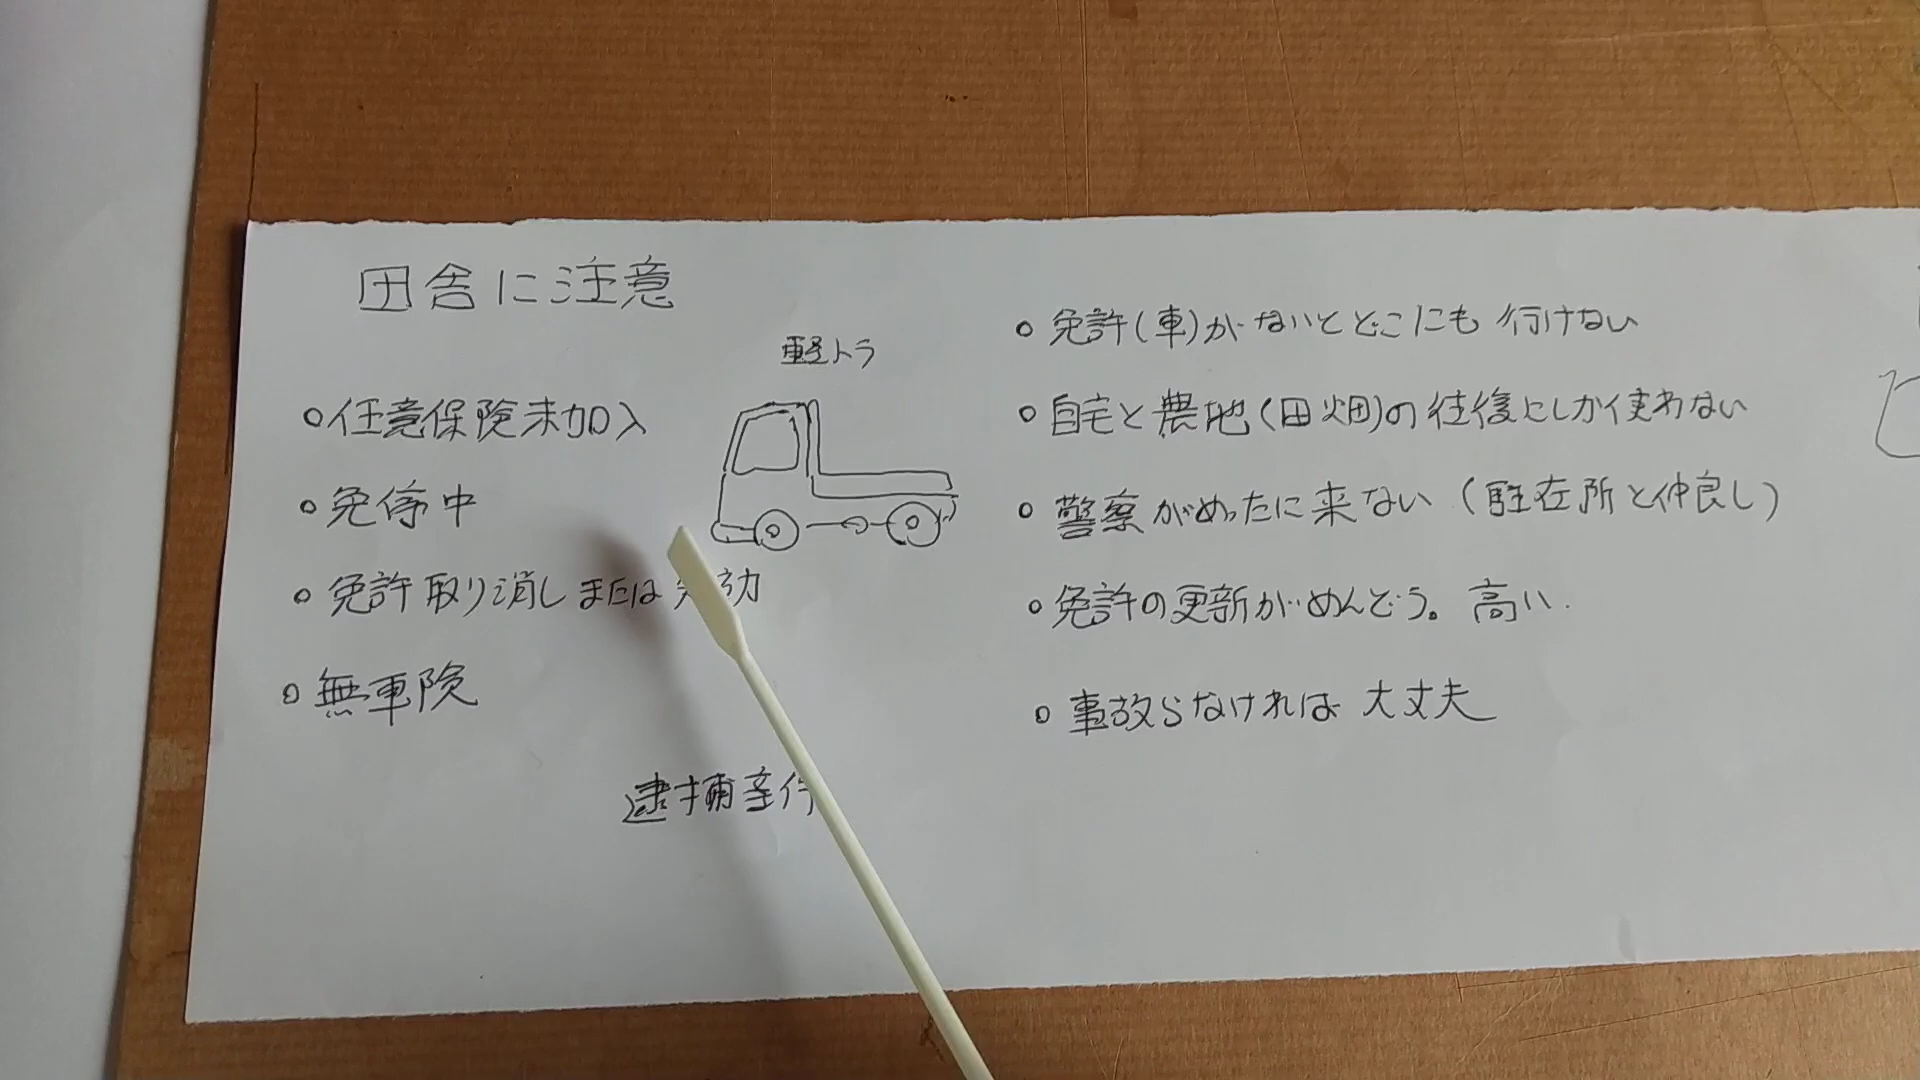 田舎に注意
軽トラ
○任意保険未加入
○免停中
○免許取り消しまたは 効
○無車険
逮捕案件
○免許(車)がないとどこにも行けない
○自宅と農地(田畑)の往復にしか使わない
○警察がめったに来ない(駐在所と仲良し)
○免許の更新がめんどう。高い.
○事故らなければ大丈夫